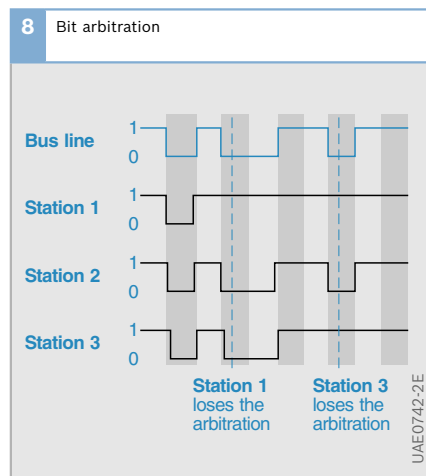 8 Bit arbitration
Bus line 1
0
Station 1 1
0
Station 2 1
0
Station 3 1
0
Station 1 Station 3
loses the loses the
arbitration arbitration
UAE0742-2E